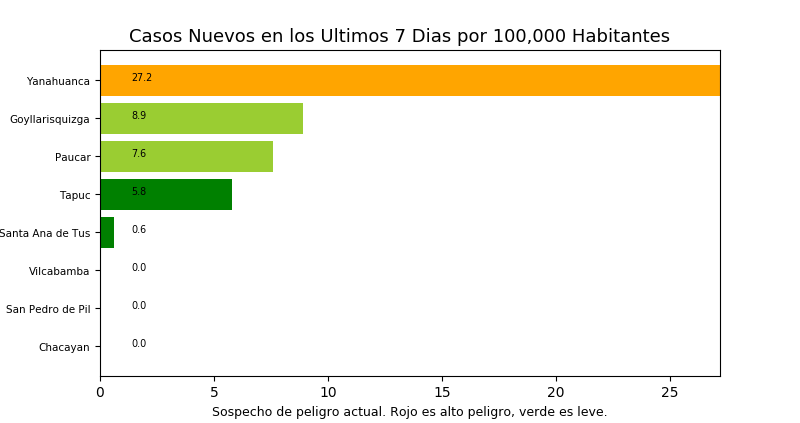 Casos Nuevos en los Ultimos 7 Dias por 100,000 Habitantes
Yanahuanca 27.2
Goyllarisquizga 8.9
Paucar 7.6
Tapuc 5.8
Santa Ana de Tus 0.6
Vilcabamba 0.0
San Pedro de Pil 0.0
Chacayan 0.0
0 5 10 15 20 25
Sospecho de peligro actual. Rojo es alto peligro, verde es leve.